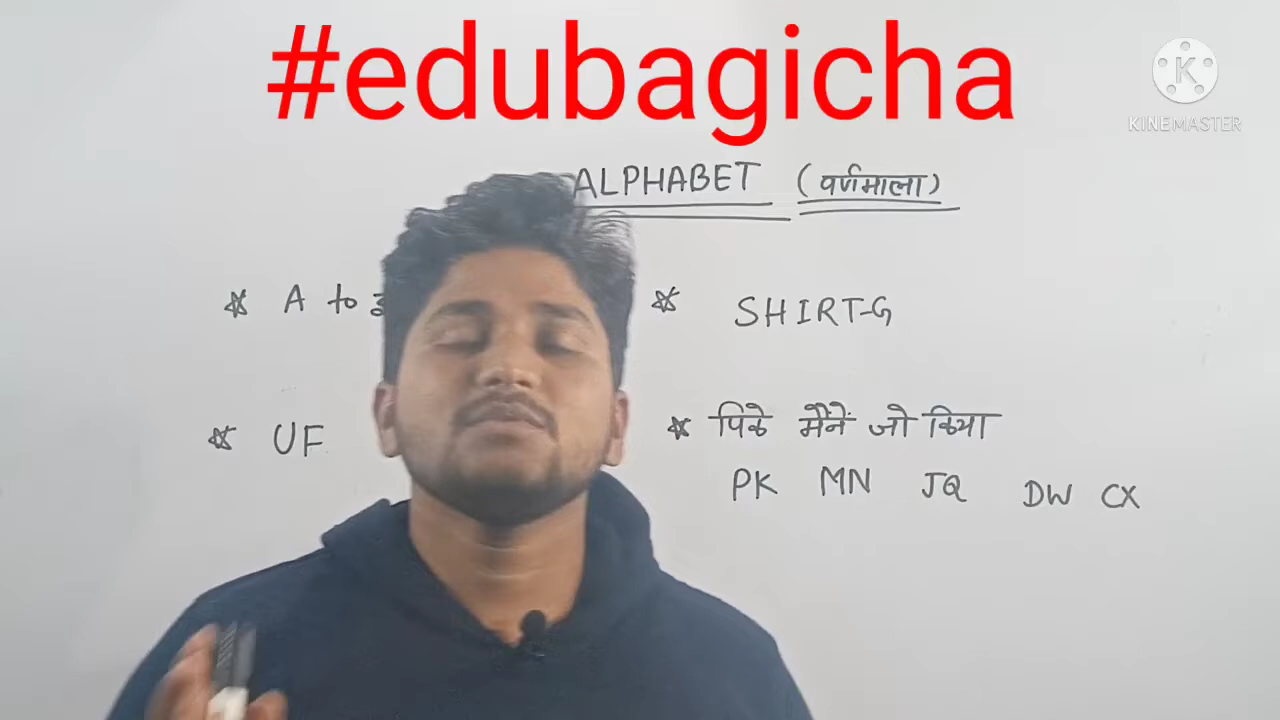 #edubagicha
K
KINEMASTER
ALPHABET (वर्णमाला)
☆ A to
☆ SHIRT-G
☆ UF
☆ पिके मैनें जो किया
PK MN JQ DW CX